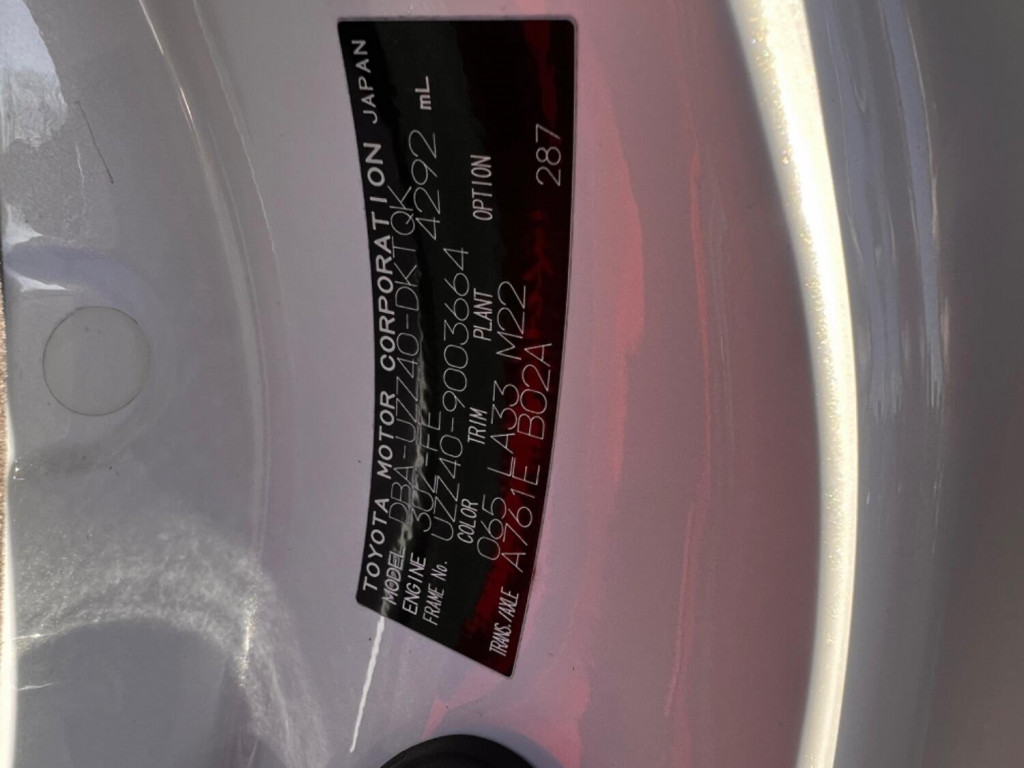 TOYOTA MOTOR CORPORATION JAPAN
MODEL DBA-UZZ40-DKTQK
ENGINE 3UZ-FE 4292 mL
FRAME No. UZZ40-9003664
COLOR TRIM PLANT OPTION
065 LA33 M22 287
TRANS./AXLE A761E B02A